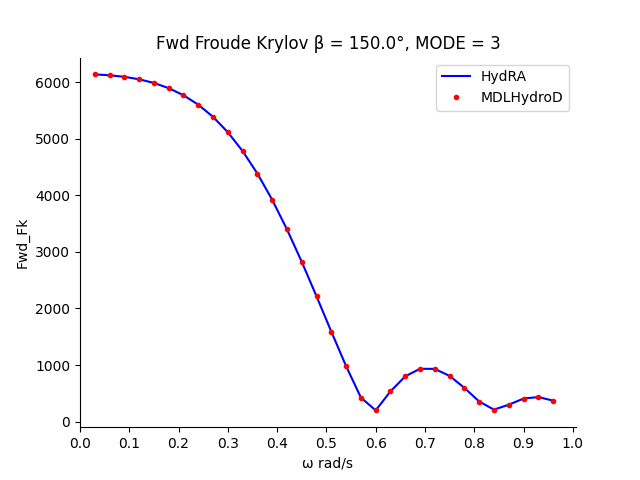 Fwd Froude Krylov β = 150.0°, MODE = 3
HydRA
MDLHydroD
Fwd_Fk
6000
5000
4000
3000
2000
1000
0
0.0 0.1 0.2 0.3 0.4 0.5 0.6 0.7 0.8 0.9 1.0
ω rad/s